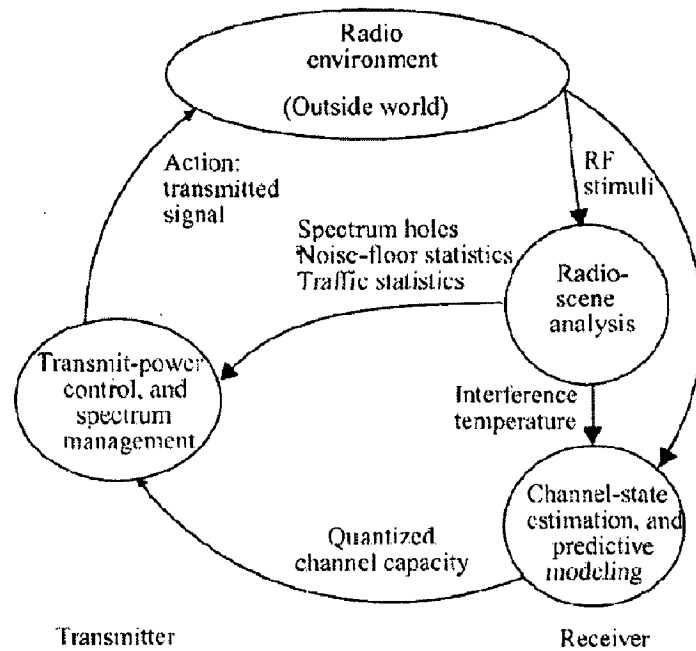 Radio
environment
(Outside world)
Action:
transmitted
signal
RF
stimuli
Spectrum holes
Noise-floor statistics
Traffic statistics
Radio-
scene
analysis
Transmit-power
control, and
spectrum
management
Interference
temperature
Channel-state
estimation, and
predictive
modeling
Quantized
channel capacity
Transmitter
Receiver